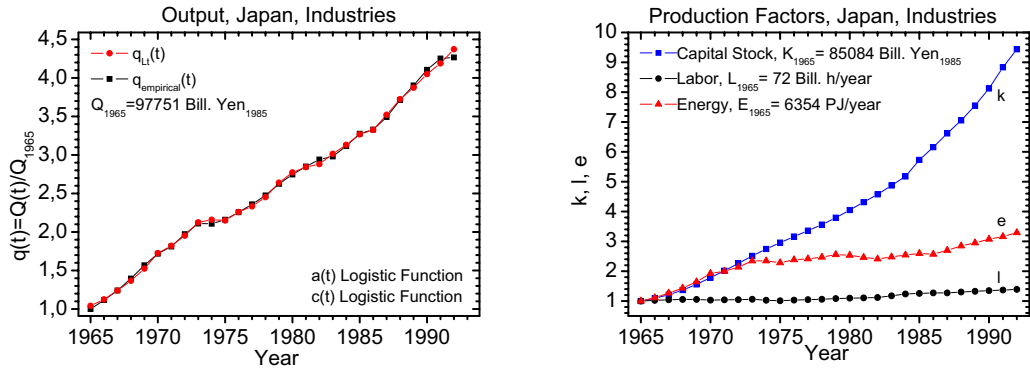 Output, Japan, Industries
q(t)=Q(t)/Q1965
4,5
4,0
3,5
3,0
2,5
2,0
1,5
1,0
qLt(t)
qempirical(t)
Q1965=97751 Bill. Yen1985
a(t) Logistic Function
c(t) Logistic Function
1965 1970 1975 1980 1985 1990
Year
Production Factors, Japan, Industries
k, l, e
10
9
8
7
6
5
4
3
2
1
Capital Stock, K1965= 85084 Bill. Yen1985
Labor, L1965= 72 Bill. h/year
Energy, E1965= 6354 PJ/year
k
e
l
1965 1970 1975 1980 1985 1990
Year